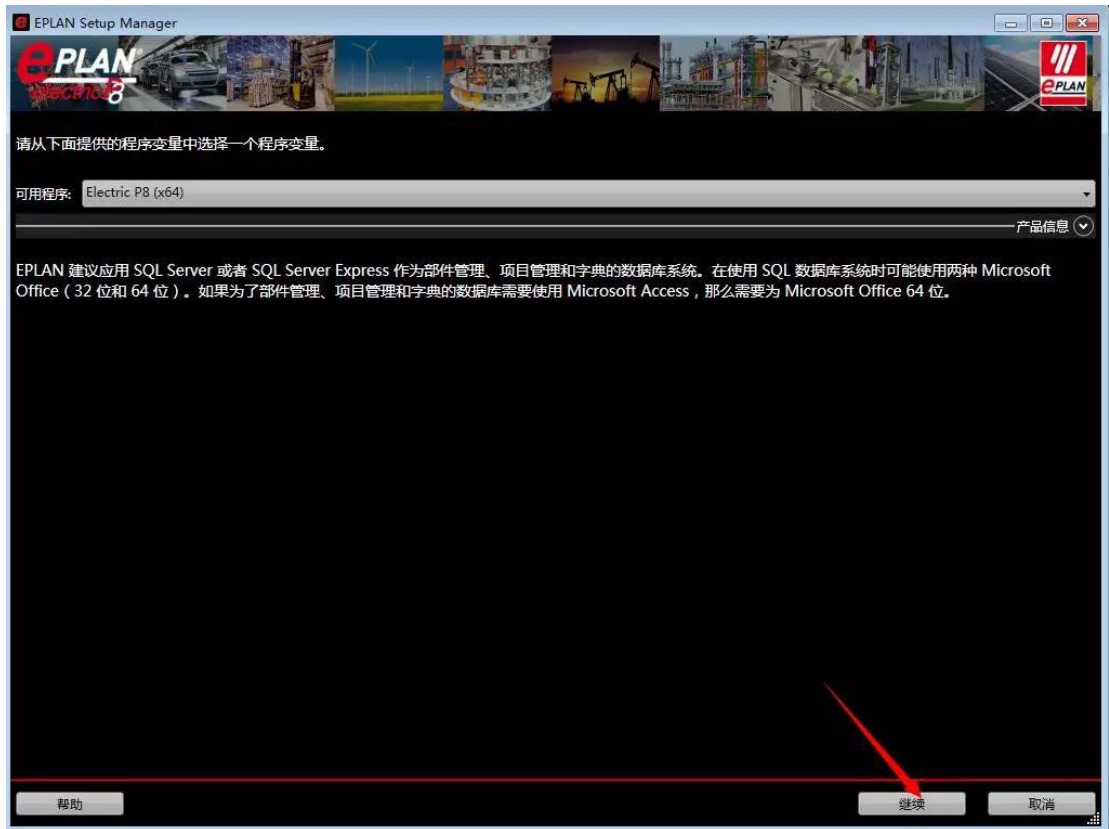 EPLAN Setup Manager
ePLAN®
electric P8
ePLAN
请从下面提供的程序变量中选择一个程序变量。
可用程序: Electric P8 (x64)
产品信息
EPLAN 建议应用 SQL Server 或者 SQL Server Express 作为部件管理、项目管理和字典的数据库系统。在使用 SQL 数据库系统时可能使用两种 Microsoft
Office ( 32 位和 64 位 ) 。如果为了部件管理、项目管理和字典的数据库需要使用 Microsoft Access , 那么需要为 Microsoft Office 64 位。
帮助 继续 取消